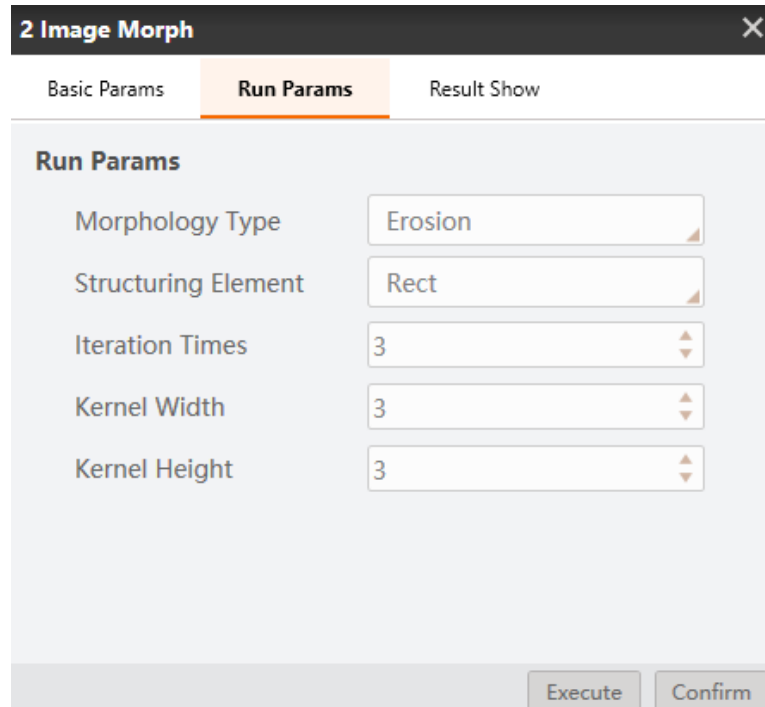 2 Image Morph
Basic Params Run Params Result Show
Run Params
Morphology Type Erosion
Structuring Element Rect
Iteration Times 3
Kernel Width 3
Kernel Height 3
Execute Confirm